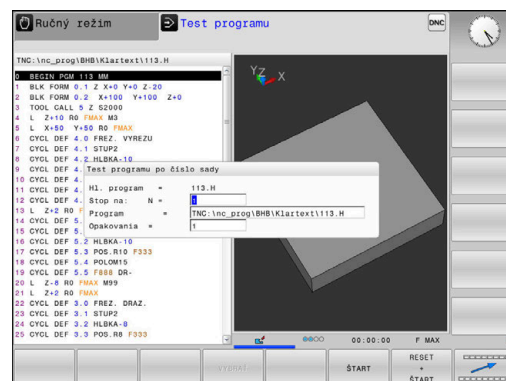 Ručný režim
Test programu
DNC
TNC:\nc_prog\BHB\Klartext\113.H
0 BEGIN PGM 113 MM
1 BLK FORM 0.1 Z X+0 Y+0 Z-20
2 BLK FORM 0.2 X+100 Y+100 Z+0
3 TOOL CALL 5 Z S2000
4 L Z+10 R0 FMAX M3
5 L X+50 Y+50 R0 FMAX
6 CYCL DEF 4.0 FREZ. VYREZU
7 CYCL DEF 4.1 STUP2
8 CYCL DEF 4.2 HLBKA-10
9 CYCL DEF 4.
10 CYCL DEF 4.
11 CYCL DEF 4.
12 CYCL DEF 4.
13 L Z+2 R0 F
14 CYCL DEF 5.
15 CYCL DEF 5.
16 CYCL DEF 5.2 HLBKA-10
17 CYCL DEF 5.3 POS.R10 F333
18 CYCL DEF 5.4 POLOM15
19 CYCL DEF 5.5 F888 DR-
20 L Z-8 R0 FMAX M99
21 L Z+2 R0 FMAX
22 CYCL DEF 3.0 FREZ. DRAZ.
23 CYCL DEF 3.1 STUP2
24 CYCL DEF 3.2 HLBKA-8
25 CYCL DEF 3.3 POS.R8 F333
YZ X
Test programu po číslo sady
Hl. program = 113.H
Stop na: N = 1
Program = TNC:\nc_prog\BHB\Klartext\113.H
Opakovania = 1
00:00:00 F MAX
VYBRAŤ
ŠTART
RESET
+
ŠTART